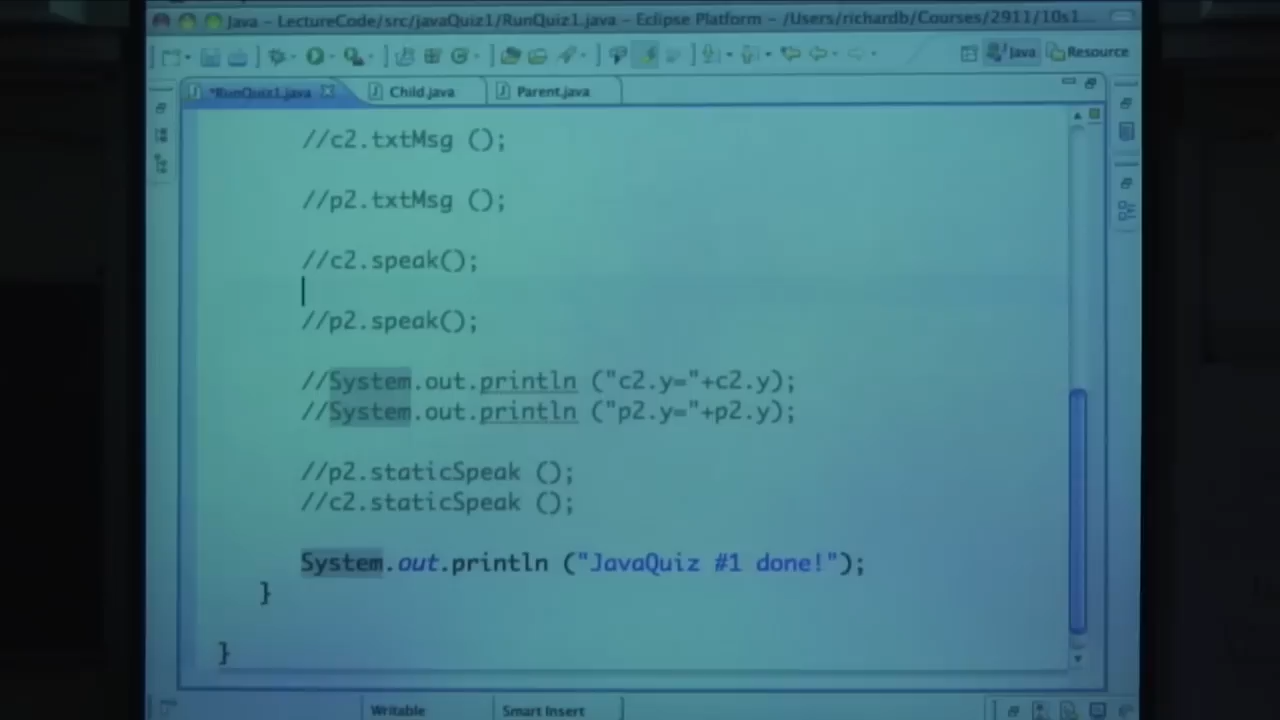 Java – LectureCode/src/javaQuiz1/RunQuiz1.java – Eclipse Platform – /Users/richardb/Courses/2911/10s1...
Java Resource
*RunQuiz1.java Child.java Parent.java
//c2.txtMsg ();
//p2.txtMsg ();
//c2.speak();
//p2.speak();
//System.out.println ("c2.y="+c2.y);
//System.out.println ("p2.y="+p2.y);
//p2.staticSpeak ();
//c2.staticSpeak ();
System.out.println ("JavaQuiz #1 done!");
}
}
Writable Smart Insert